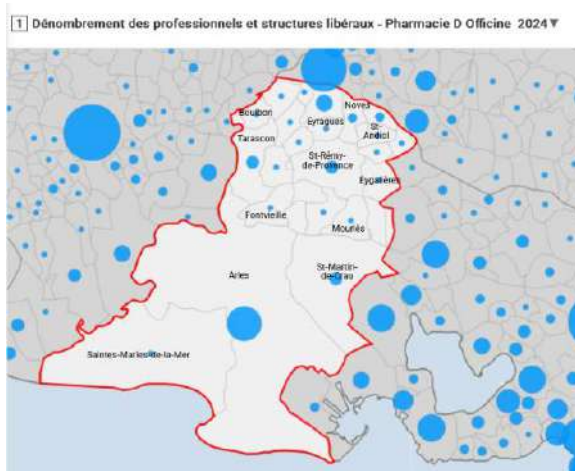 1 Dénombrement des professionnels et structures libéraux - Pharmacie D Officine 2024▼
Boulbon
Noves
Eyragues
St-Andiol
Tarascon
St-Rémy-de-Provence
Eygalières
Fontvieille
Mouriès
Arles
St-Martin-de-Crau
Saintes-Maries-de-la-Mer